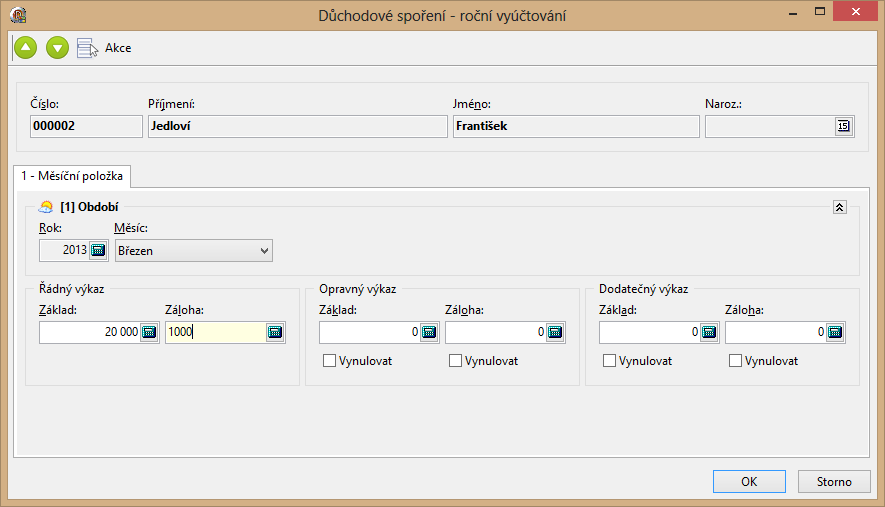 Důchodové spoření - roční vyúčtování
Akce
Číslo: Příjmení: Jméno: Naroz.:
000002 Jedloví František 15
1 - Měsíční položka
[1] Období
Rok: Měsíc:
2013 Březen
Řádný výkaz Opravný výkaz Dodatečný výkaz
Základ: Záloha: Základ: Záloha: Základ: Záloha:
20 000 1000 0 0 0 0
Vynulovat Vynulovat Vynulovat Vynulovat
OK Storno